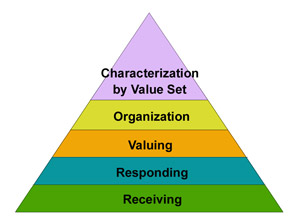 Characterization
by Value Set
Organization
Valuing
Responding
Receiving